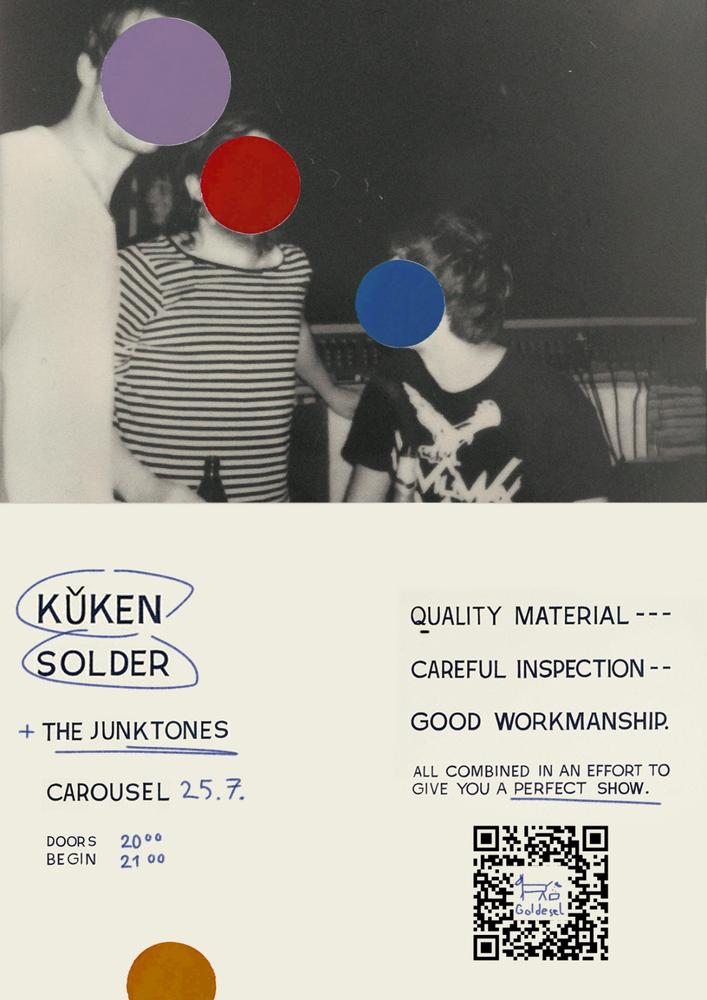 KǓKEN
SOLDER
+ THE JUNKTONES
CAROUSEL 25.7.
DOORS 20⁰⁰
BEGIN 21⁰⁰
QUALITY MATERIAL ---
CAREFUL INSPECTION --
GOOD WORKMANSHIP.
ALL COMBINED IN AN EFFORT TO
GIVE YOU A PERFECT SHOW.
Goldesel